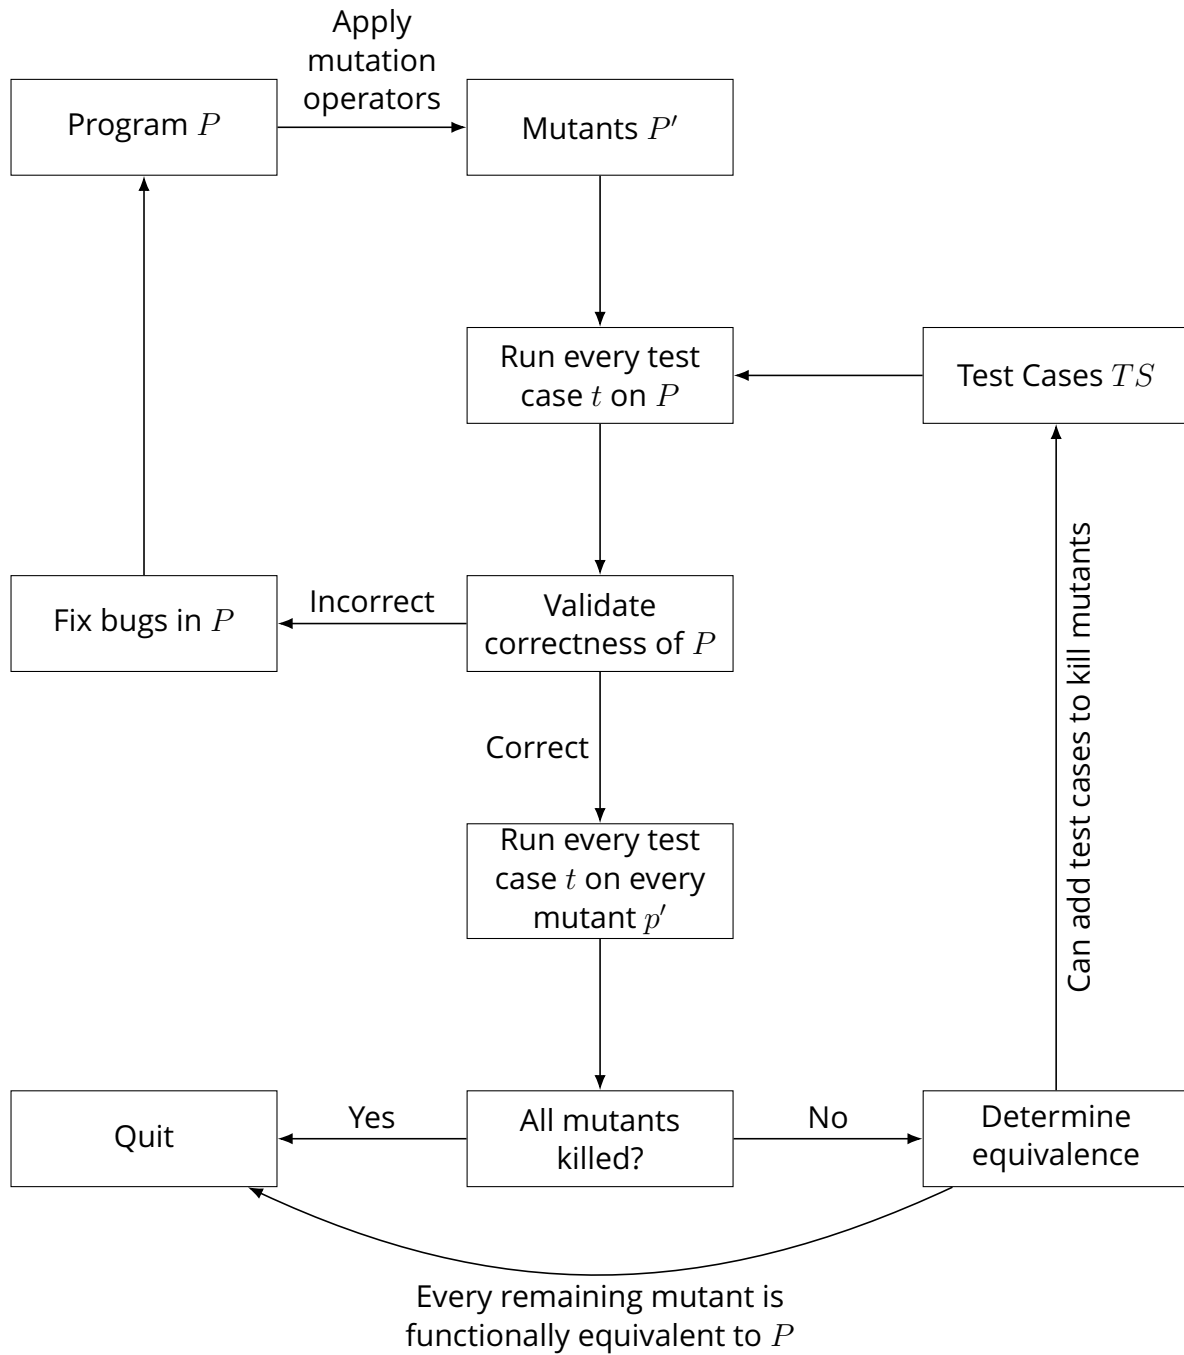 Apply
mutation
operators
Program P
Mutants P′
Run every test
case t on P
Test Cases TS
Fix bugs in P
Incorrect
Validate
correctness of P
Can add test cases to kill mutants
Correct
Run every test
case t on every
mutant p′
Quit
Yes
All mutants
killed?
No
Determine
equivalence
Every remaining mutant is
functionally equivalent to P